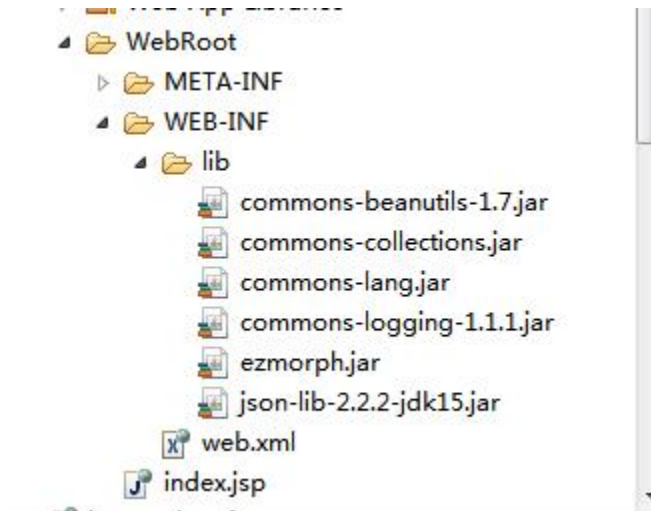 WebRoot
META-INF
WEB-INF
lib
commons-beanutils-1.7.jar
commons-collections.jar
commons-lang.jar
commons-logging-1.1.1.jar
ezmorph.jar
json-lib-2.2.2-jdk15.jar
web.xml
index.jsp